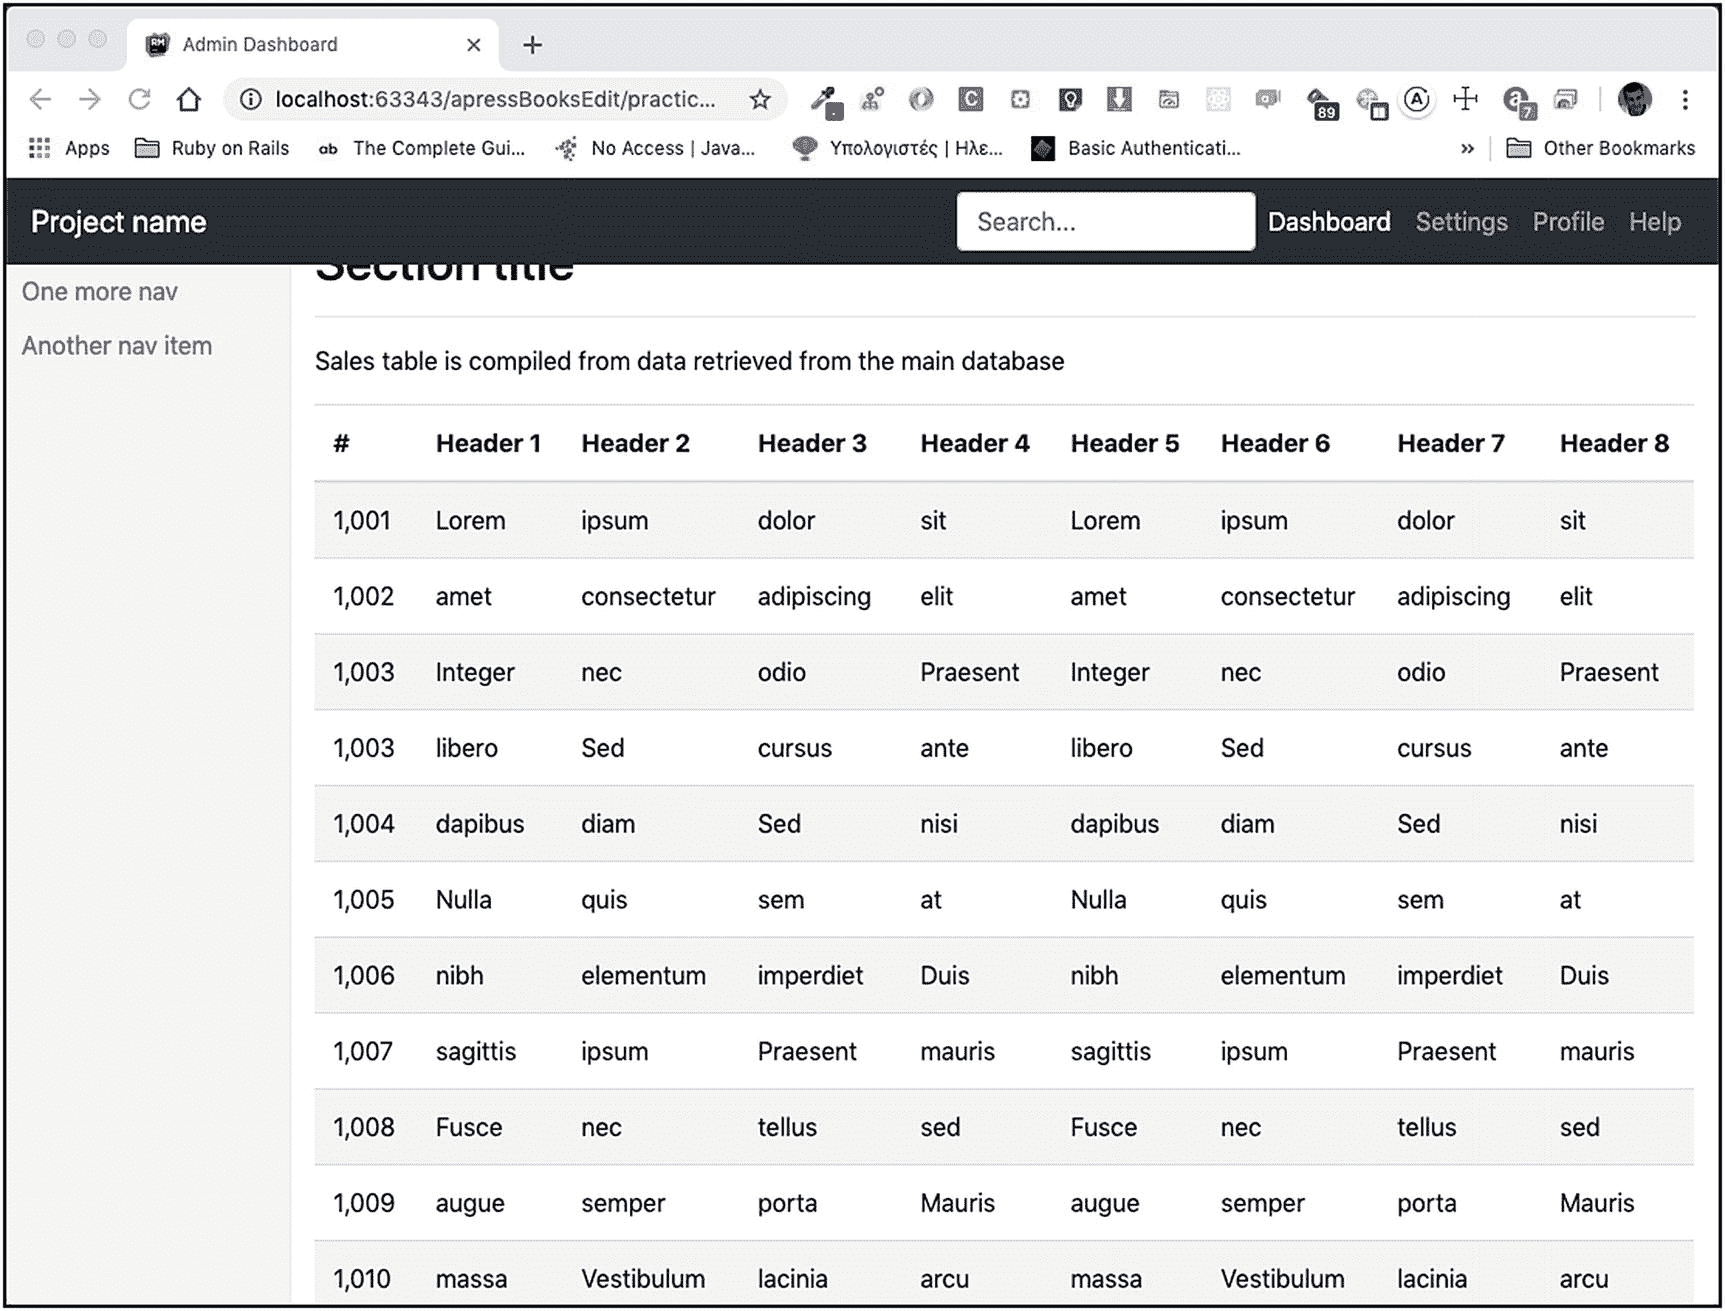 Admin Dashboard
localhost:63343/apressBooksEdit/practic...
89
7
Apps Ruby on Rails ab The Complete Gui... No Access | Java... Υπολογιστές | Ηλε... Basic Authenticati... » Other Bookmarks
Project name Search... Dashboard Settings Profile Help
Section title
One more nav
Another nav item
Sales table is compiled from data retrieved from the main database
# Header 1 Header 2 Header 3 Header 4 Header 5 Header 6 Header 7 Header 8
1,001 Lorem ipsum dolor sit Lorem ipsum dolor sit
1,002 amet consectetur adipiscing elit amet consectetur adipiscing elit
1,003 Integer nec odio Praesent Integer nec odio Praesent
1,003 libero Sed cursus ante libero Sed cursus ante
1,004 dapibus diam Sed nisi dapibus diam Sed nisi
1,005 Nulla quis sem at Nulla quis sem at
1,006 nibh elementum imperdiet Duis nibh elementum imperdiet Duis
1,007 sagittis ipsum Praesent mauris sagittis ipsum Praesent mauris
1,008 Fusce nec tellus sed Fusce nec tellus sed
1,009 augue semper porta Mauris augue semper porta Mauris
1,010 massa Vestibulum lacinia arcu massa Vestibulum lacinia arcu